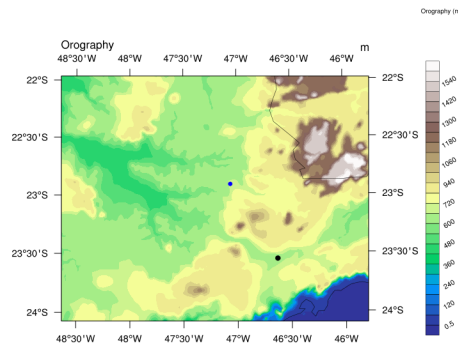 Orography (m
Orography
m
48°30'W 48°W 47°30'W 47°W 46°30'W 46°W
22°S 22°S
22°30'S 22°30'S
23°S 23°S
23°30'S 23°30'S
24°S 24°S
48°30'W 48°W 47°30'W 47°W 46°30'W 46°W
1540
1420
1300
1180
1060
940
720
600
480
360
240
120
0,5